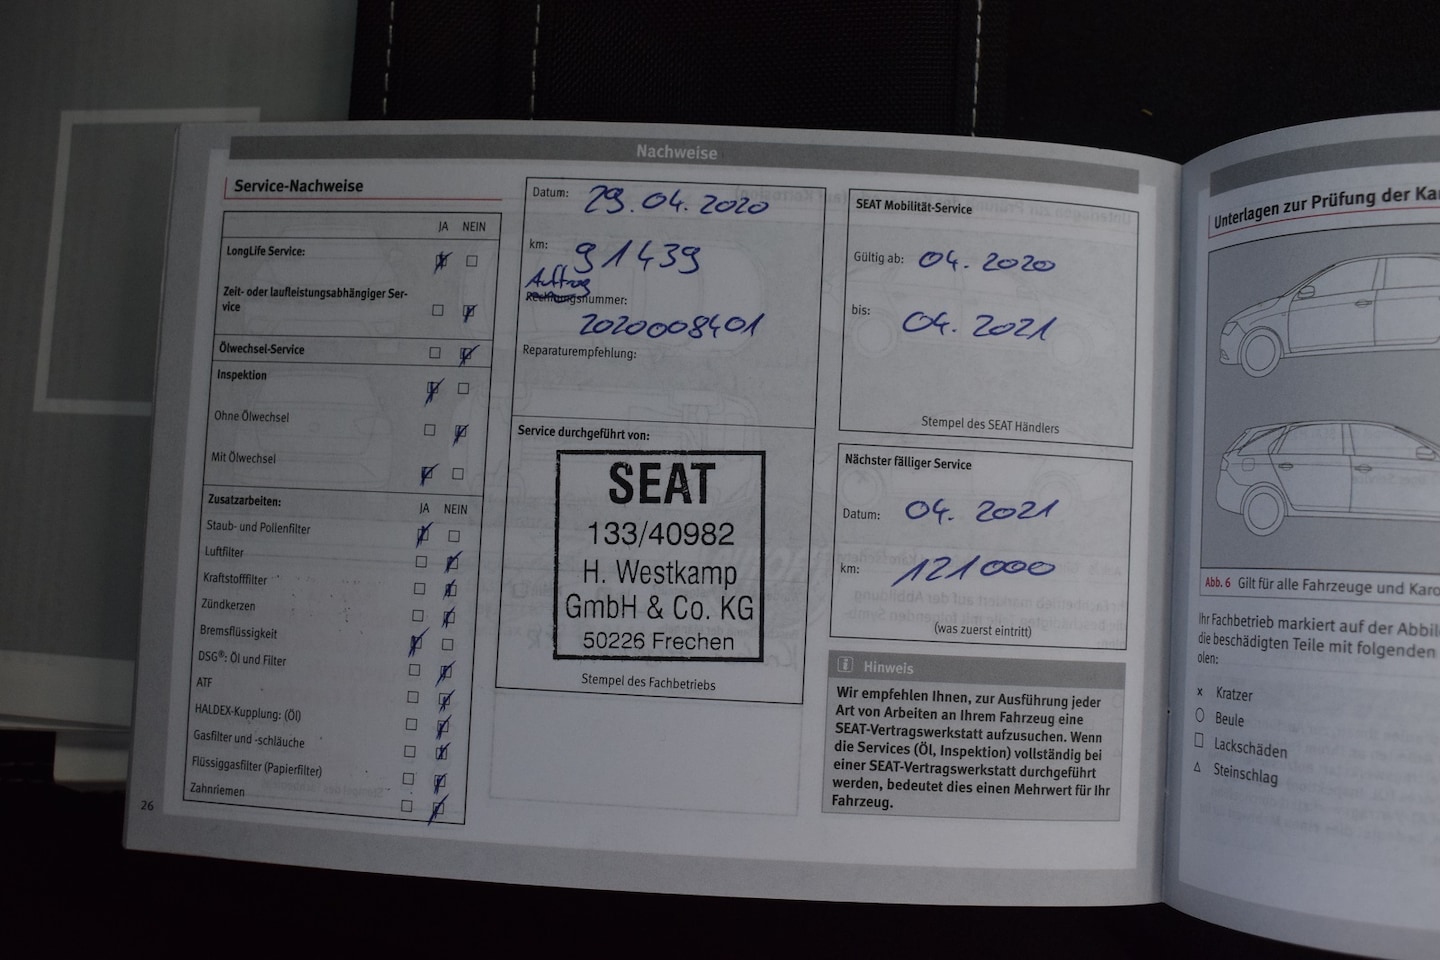 Nachweise
Service-Nachweise
JA NEIN
LongLife Service:
Zeit- oder laufleistungsabhängiger Ser-
vice
Ölwechsel-Service
Inspektion
Ohne Ölwechsel
Mit Ölwechsel
Zusatzarbeiten:
JA NEIN
Staub- und Pollenfilter
Luftfilter
Kraftstofffilter
Zündkerzen
Bremsflüssigkeit
DSG®: Öl und Filter
ATF
HALDEX-Kupplung: (Öl)
Gasfilter und -schläuche
Flüssiggasfilter (Papierfilter)
Zahnriemen
26
Datum: 29.04.2020
km: 91439
Auftrag
Rechnungsnummer:
2020008401
Reparaturempfehlung:
Service durchgeführt von:
SEAT
133/40982
H. Westkamp
GmbH & Co. KG
50226 Frechen
Stempel des Fachbetriebs
SEAT Mobilität-Service
Gültig ab: 04. 2020
bis: 04. 2021
Stempel des SEAT Händlers
Nächster fälliger Service
Datum: 04. 2021
km: 121000
(was zuerst eintritt)
i Hinweis
Wir empfehlen Ihnen, zur Ausführung jeder
Art von Arbeiten an Ihrem Fahrzeug eine
SEAT-Vertragswerkstatt aufzusuchen. Wenn
die Services (Öl, Inspektion) vollständig bei
einer SEAT-Vertragswerkstatt durchgeführt
werden, bedeutet dies einen Mehrwert für Ihr
Fahrzeug.
Unterlagen zur Prüfung der Ka
Abb. 6 Gilt für alle Fahrzeuge und Karo
Ihr Fachbetrieb markiert auf der Abbil
die beschädigten Teile mit folgenden
olen:
x Kratzer
○ Beule
□ Lackschäden
△ Steinschlag